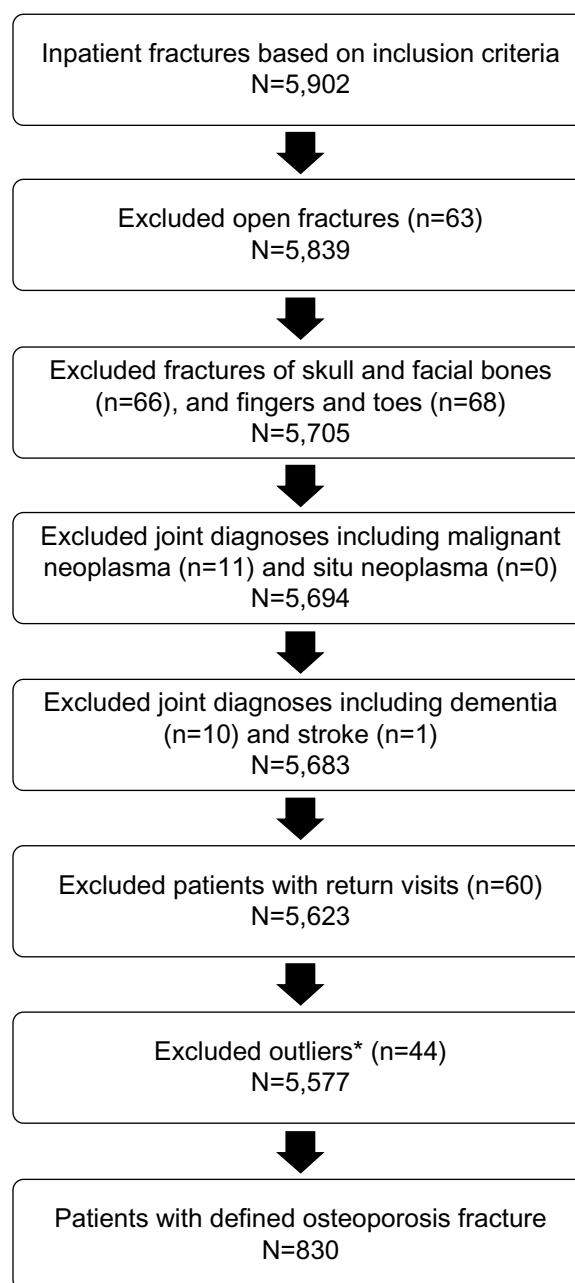 Inpatient fractures based on inclusion criteria
N=5,902
Excluded open fractures (n=63)
N=5,839
Excluded fractures of skull and facial bones
(n=66), and fingers and toes (n=68)
N=5,705
Excluded joint diagnoses including malignant
neoplasma (n=11) and situ neoplasma (n=0)
N=5,694
Excluded joint diagnoses including dementia
(n=10) and stroke (n=1)
N=5,683
Excluded patients with return visits (n=60)
N=5,623
Excluded outliers* (n=44)
N=5,577
Patients with defined osteoporosis fracture
N=830